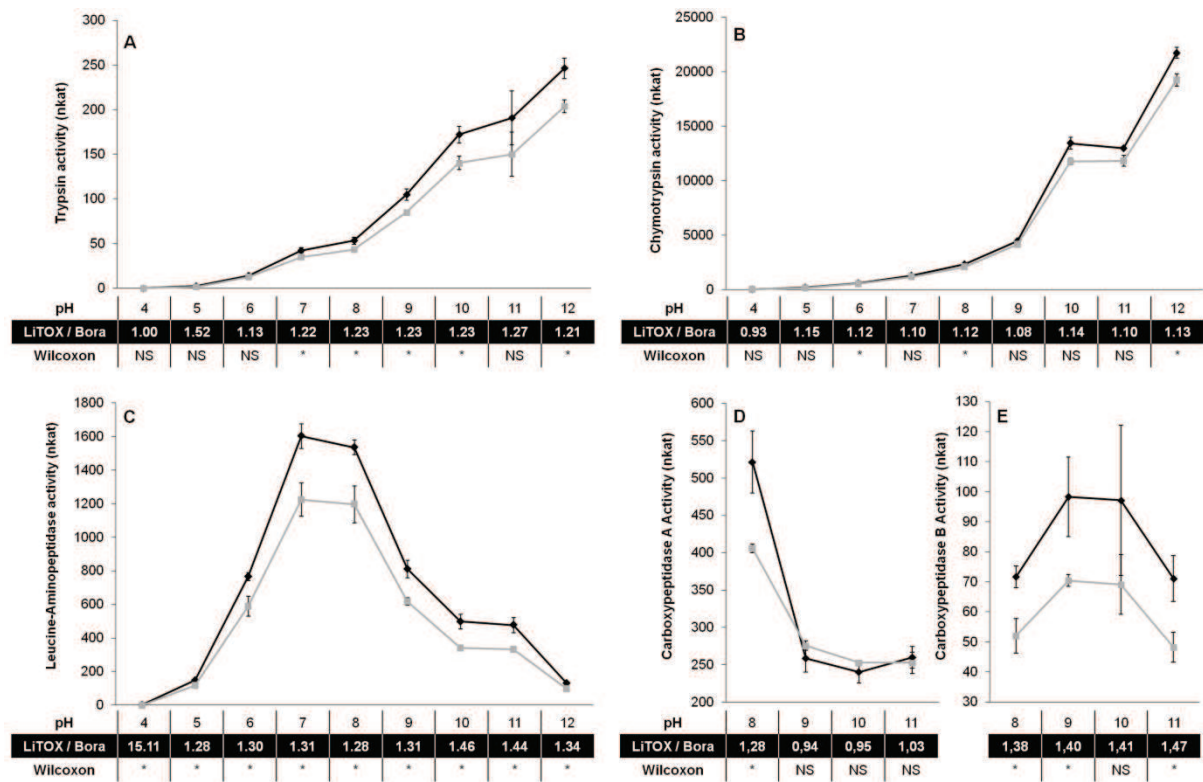 A
Trypsin activity (nkat)
300
250
200
150
100
50
0
pH 4 5 6 7 8 9 10 11 12
LiTOX / Bora 1.00 1.52 1.13 1.22 1.23 1.23 1.23 1.27 1.21
Wilcoxon NS NS NS * * * * NS *
B
Chymotrypsin activity (nkat)
25000
20000
15000
10000
5000
0
pH 4 5 6 7 8 9 10 11 12
LiTOX / Bora 0.93 1.15 1.12 1.10 1.12 1.08 1.14 1.10 1.13
Wilcoxon NS NS * NS * NS NS NS *
C
Leucine-Aminopeptidase activity (nkat)
1800
1600
1400
1200
1000
800
600
400
200
0
pH 4 5 6 7 8 9 10 11 12
LiTOX / Bora 15.11 1.28 1.30 1.31 1.28 1.31 1.46 1.44 1.34
Wilcoxon * * * * * * * * *
D
Carboxypeptidase A Activity (nkat)
600
550
500
450
400
350
300
250
200
pH 8 9 10 11
LiTOX / Bora 1,28 0,94 0,95 1,03
Wilcoxon * NS NS NS
E
Carboxypeptidase B Activity (nkat)
130
120
110
100
90
80
70
60
50
40
30
8 9 10 11
1,38 1,40 1,41 1,47
* * NS *